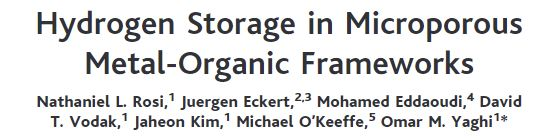 Hydrogen Storage in Microporous
Metal-Organic Frameworks
Nathaniel L. Rosi,¹ Juergen Eckert,²,³ Mohamed Eddaoudi,⁴ David
T. Vodak,¹ Jaheon Kim,¹ Michael O'Keeffe,⁵ Omar M. Yaghi¹*